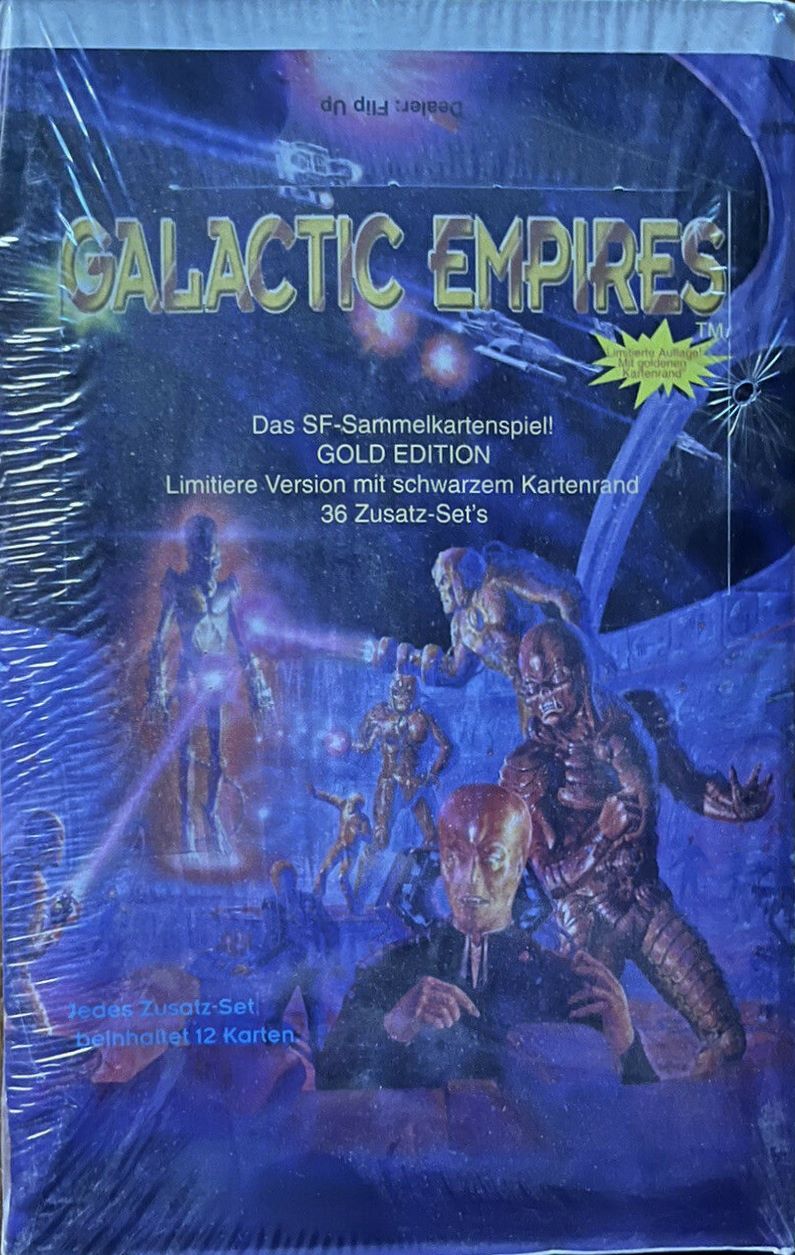 Dealer: Flip Up
GALACTIC EMPIRES
TM
Limitierte Auflage!
Mit goldenen
Kartenrand
Das SF-Sammelkartenspiel!
GOLD EDITION
Limitiere Version mit schwarzem Kartenrand
36 Zusatz-Set's
Jedes Zusatz-Set
beinhaltet 12 Karten.